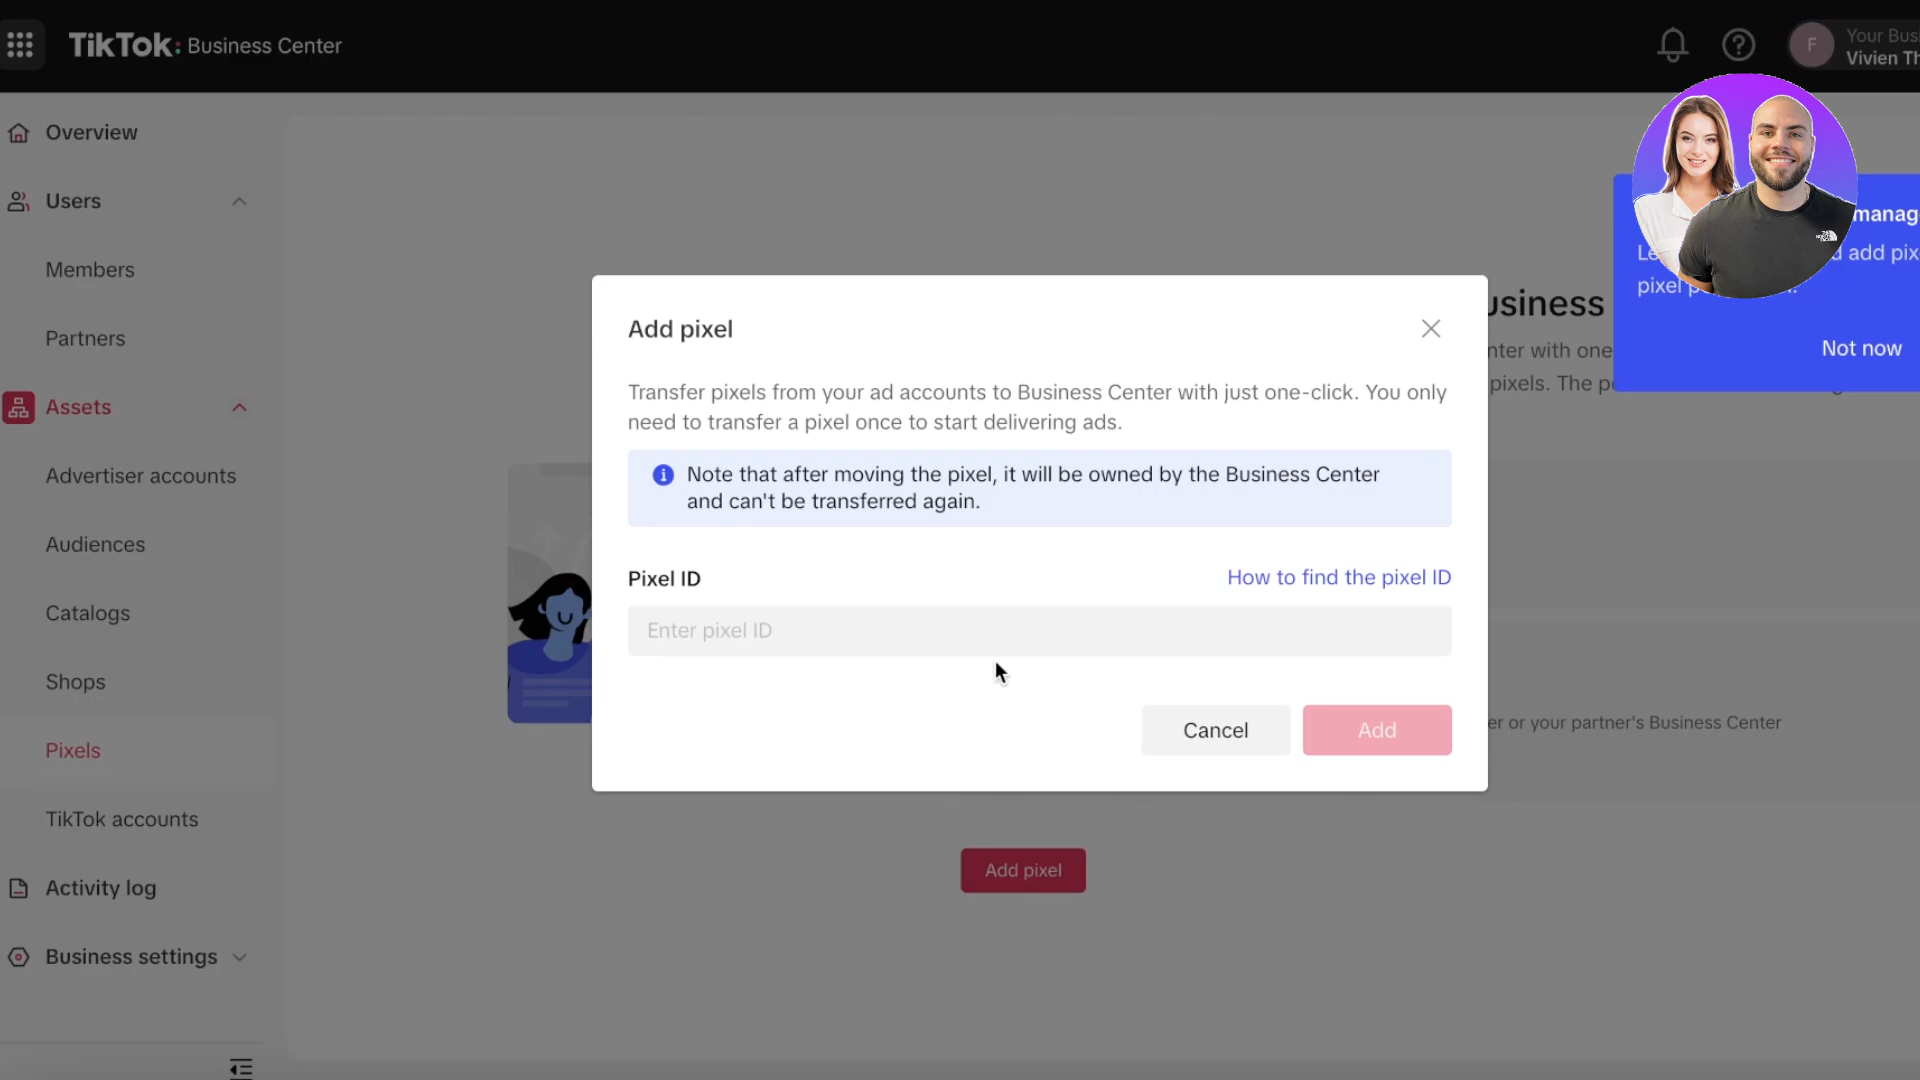 TikTok: Business Center
Your Busi
Vivien Th
F
Overview
Users
Members
Partners
Assets
Advertiser accounts
Audiences
Catalogs
Shops
Pixels
TikTok accounts
Activity log
Business settings
Add pixel
Transfer pixels from your ad accounts to Business Center with just one-click. You only
need to transfer a pixel once to start delivering ads.
Note that after moving the pixel, it will be owned by the Business Center
and can't be transferred again.
Pixel ID
How to find the pixel ID
Enter pixel ID
Cancel
Add
usiness
nter with one
pixels. The p
er or your partner's Business Center
manag
Le
add pix
pixel p
Not now
THE NORTH FACE
Add pixel